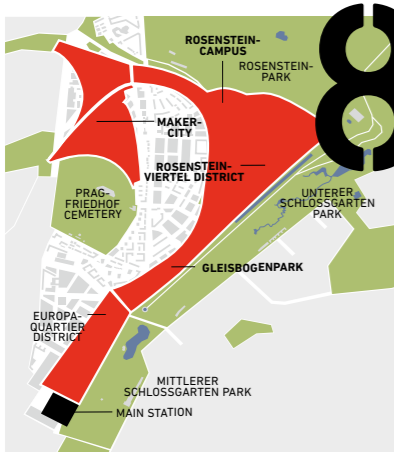 ROSENSTEIN-
CAMPUS
ROSENSTEIN-
PARK
8
MAKER-
CITY
ROSENSTEIN-
VIERTEL DISTRICT
PRAG-
FRIEDHOF
CEMETERY
UNTERER
SCHLOSSGARTEN
PARK
GLEISBOGENPARK
EUROPA-
QUARTIER
DISTRICT
MITTLERER
SCHLOSSGARTEN PARK
MAIN STATION